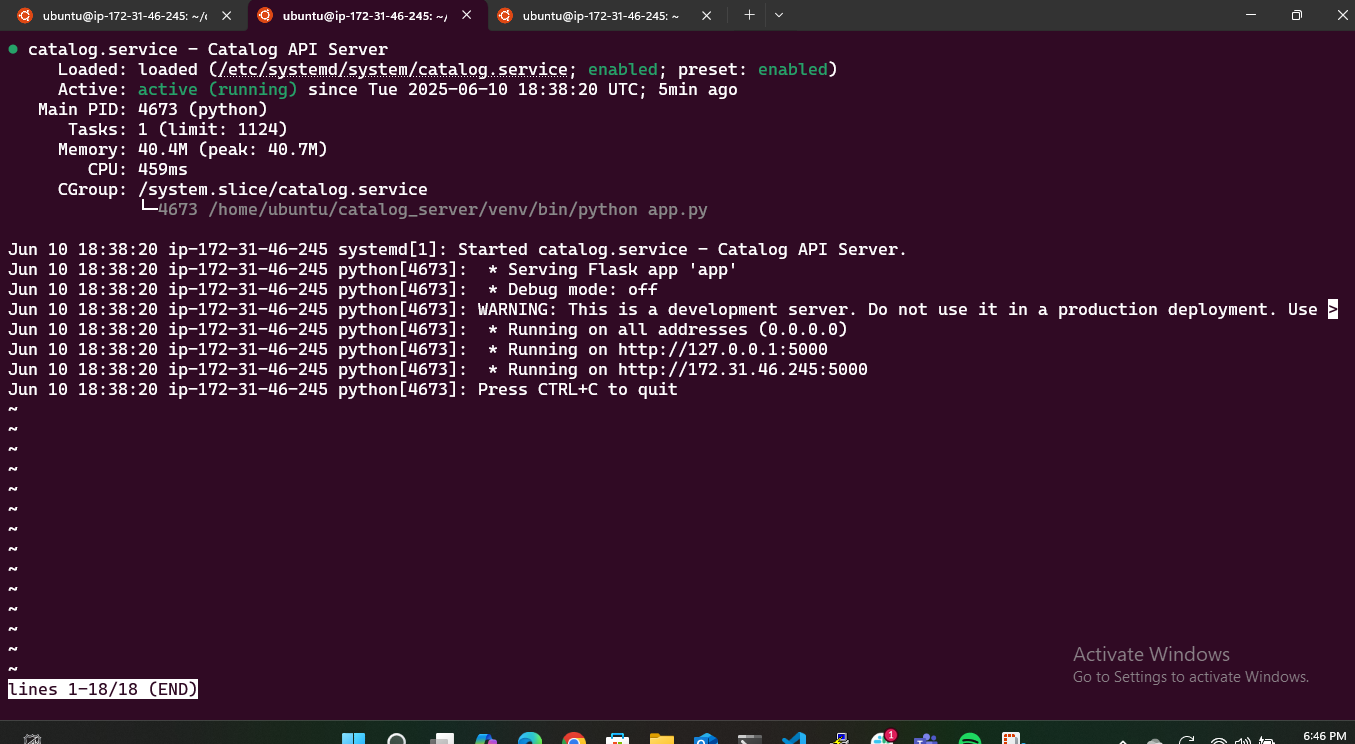 ubuntu@ip-172-31-46-245: ~/c
ubuntu@ip-172-31-46-245: ~/
ubuntu@ip-172-31-46-245: ~
● catalog.service - Catalog API Server
Loaded: loaded (/etc/systemd/system/catalog.service; enabled; preset: enabled)
Active: active (running) since Tue 2025-06-10 18:38:20 UTC; 5min ago
Main PID: 4673 (python)
Tasks: 1 (limit: 1124)
Memory: 40.4M (peak: 40.7M)
CPU: 459ms
CGroup: /system.slice/catalog.service
└─4673 /home/ubuntu/catalog_server/venv/bin/python app.py
Jun 10 18:38:20 ip-172-31-46-245 systemd[1]: Started catalog.service - Catalog API Server.
Jun 10 18:38:20 ip-172-31-46-245 python[4673]:  * Serving Flask app 'app'
Jun 10 18:38:20 ip-172-31-46-245 python[4673]:  * Debug mode: off
Jun 10 18:38:20 ip-172-31-46-245 python[4673]: WARNING: This is a development server. Do not use it in a production deployment. Use >
Jun 10 18:38:20 ip-172-31-46-245 python[4673]:  * Running on all addresses (0.0.0.0)
Jun 10 18:38:20 ip-172-31-46-245 python[4673]:  * Running on http://127.0.0.1:5000
Jun 10 18:38:20 ip-172-31-46-245 python[4673]:  * Running on http://172.31.46.245:5000
Jun 10 18:38:20 ip-172-31-46-245 python[4673]: Press CTRL+C to quit
~
~
~
~
~
~
~
~
~
~
~
~
~
~
lines 1-18/18 (END)
Activate Windows
Go to Settings to activate Windows.
1
6:46 PM